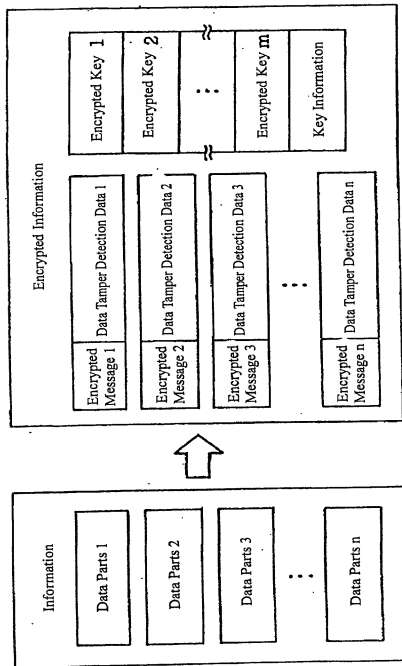 Information
Data Parts 1
Data Parts 2
Data Parts 3
Data Parts n
Encrypted Information
Encrypted
Message 1
Data Tamper Detection Data 1
Encrypted
Message 2
Data Tamper Detection Data 2
Encrypted
Message 3
Data Tamper Detection Data 3
Encrypted
Message n
Data Tamper Detection Data n
Encrypted Key 1
Encrypted Key 2
Encrypted Key m
Key Information